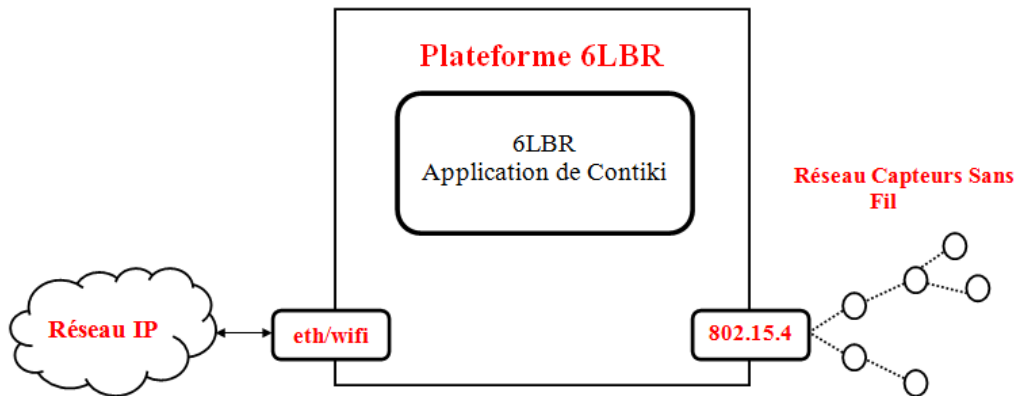 Plateforme 6LBR
6LBR
Application de Contiki
Réseau Capteurs Sans
Fil
Réseau IP
eth/wifi
802.15.4